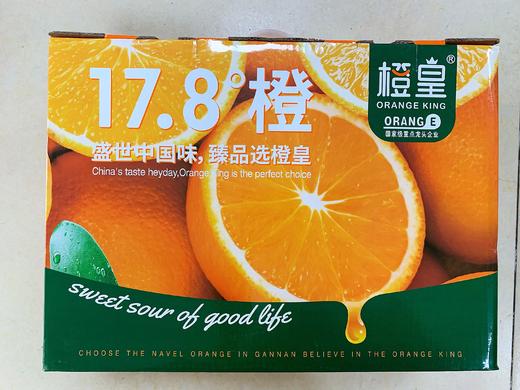 17.8°橙
盛世中国味,臻品选橙皇
China's taste heyday,Orange King is the perfect choice
橙皇®
ORANGE KING
ORANG E
国家级重点龙头企业
sweet sour of good life
CHOOSE THE NAVEL ORANGE IN GANNAN BELIEVE IN THE ORANGE KING